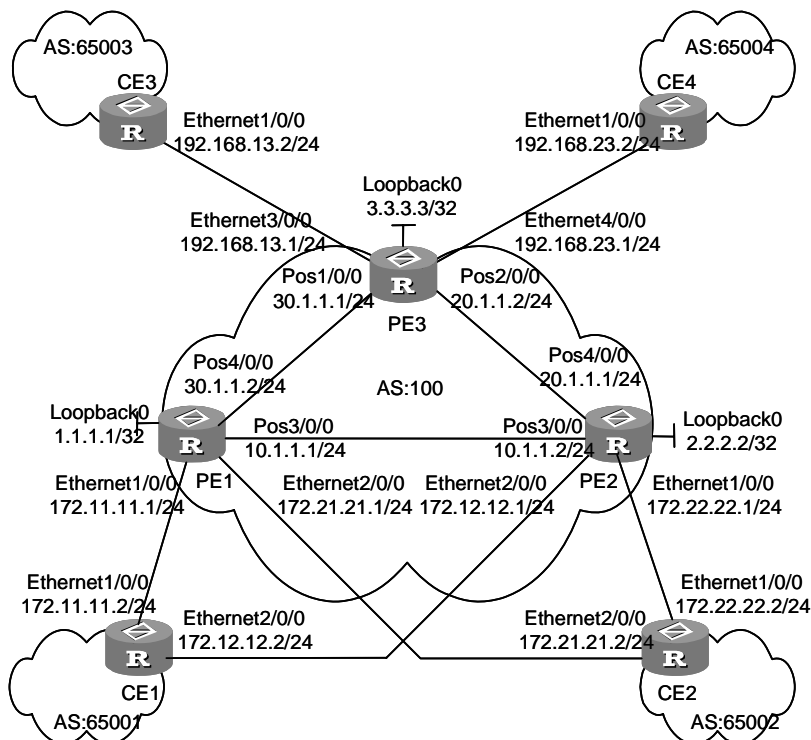 AS:65003
AS:65004
CE3
CE4
R
R
Ethernet1/0/0
192.168.13.2/24
Ethernet1/0/0
192.168.23.2/24
Loopback0
3.3.3.3/32
Ethernet3/0/0
192.168.13.1/24
Ethernet4/0/0
192.168.23.1/24
R
Pos1/0/0
30.1.1.1/24
Pos2/0/0
20.1.1.2/24
PE3
Pos4/0/0
30.1.1.2/24
Pos4/0/0
20.1.1.1/24
AS:100
Loopback0
1.1.1.1/32
R
Pos3/0/0
10.1.1.1/24
Pos3/0/0
10.1.1.2/24
R
Loopback0
2.2.2.2/32
PE1
PE2
Ethernet1/0/0
172.11.11.1/24
Ethernet2/0/0
172.21.21.1/24
Ethernet2/0/0
172.12.12.1/24
Ethernet1/0/0
172.22.22.1/24
Ethernet1/0/0
172.11.11.2/24
Ethernet1/0/0
172.22.22.2/24
Ethernet2/0/0
172.12.12.2/24
Ethernet2/0/0
172.21.21.2/24
R
R
CE1
CE2
AS:65001
AS:65002